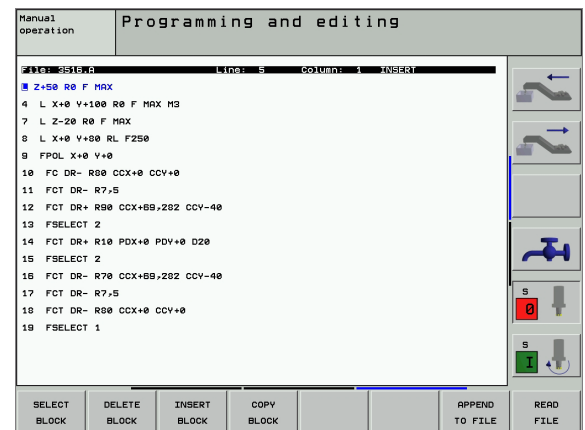 Manual
operation
Programming and editing
File: 3516.A Line: 5 Column: 1 INSERT
Z+50 R0 F MAX
4 L X+0 Y+100 R0 F MAX M3
7 L Z-20 R0 F MAX
8 L X+0 Y+80 RL F250
9 FPOL X+0 Y+0
10 FC DR- R80 CCX+0 CCY+0
11 FCT DR- R7,5
12 FCT DR+ R90 CCX+69,282 CCY-40
13 FSELECT 2
14 FCT DR+ R10 PDX+0 PDY+0 D20
15 FSELECT 2
16 FCT DR- R70 CCX+69,282 CCY-40
17 FCT DR- R7,5
18 FCT DR- R80 CCX+0 CCY+0
19 FSELECT 1
S
0
S
I
SELECT
BLOCK
DELETE
BLOCK
INSERT
BLOCK
COPY
BLOCK
APPEND
TO FILE
READ
FILE